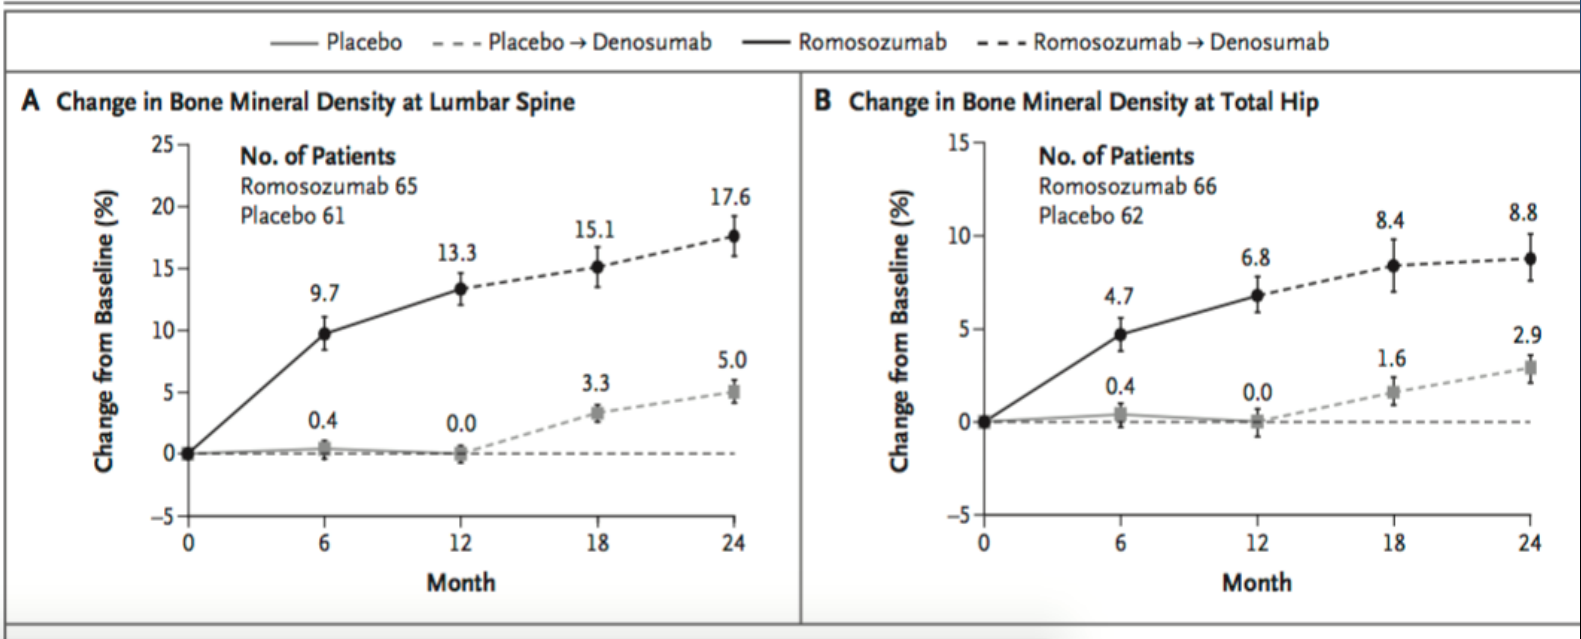 Placebo Placebo → Denosumab Romosozumab Romosozumab → Denosumab
A Change in Bone Mineral Density at Lumbar Spine
Change from Baseline (%)
25
20
15
10
5
0
–5
No. of Patients
Romosozumab 65
Placebo 61
9.7
13.3
15.1
17.6
0.4
0.0
3.3
5.0
0 6 12 18 24
Month
B Change in Bone Mineral Density at Total Hip
Change from Baseline (%)
15
10
5
0
–5
No. of Patients
Romosozumab 66
Placebo 62
4.7
6.8
8.4
8.8
0.4
0.0
1.6
2.9
0 6 12 18 24
Month